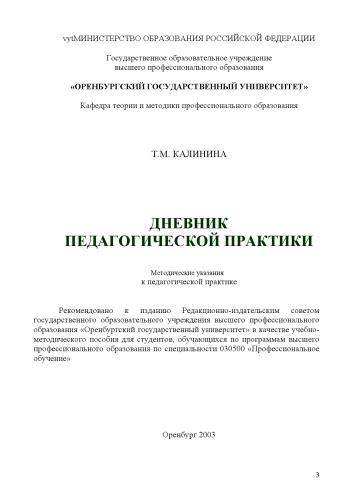 vytМИНИСТЕРСТВО ОБРАЗОВАНИЯ РОССИЙСКОЙ ФЕДЕРАЦИИ
Государственное образовательное учреждение
высшего профессионального образования
«ОРЕНБУРГСКИЙ ГОСУДАРСТВЕННЫЙ УНИВЕРСИТЕТ»
Кафедра теории и методики профессионального образования
Т.М. КАЛИНИНА
ДНЕВНИК
ПЕДАГОГИЧЕСКОЙ ПРАКТИКИ
Методические указания
к педагогической практике
Рекомендовано к изданию Редакционно-издательским советом
государственного образовательного учреждения высшего профессионального
образования «Оренбургский государственный университет» в качестве учебно-
методического пособия для студентов, обучающихся по программам высшего
профессионального образования по специальности 030500 «Профессиональное
обучение»
Оренбург 2003
3